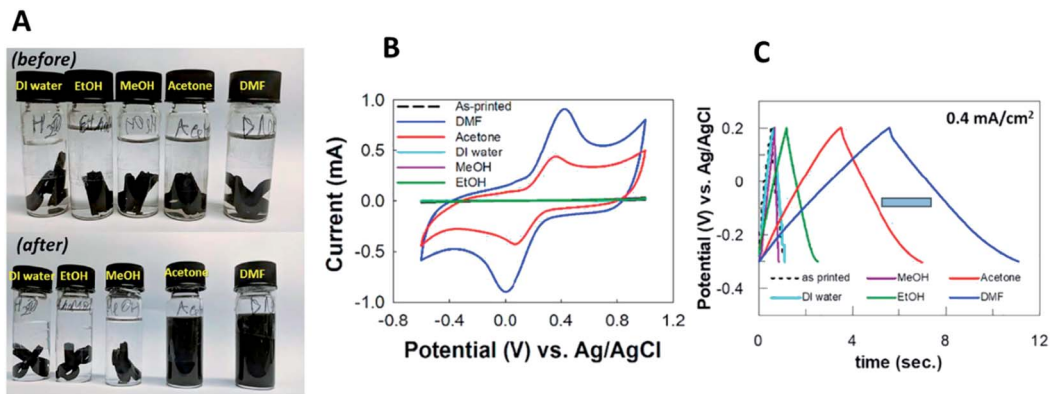 A
(before)
DI water EtOH MeOH Acetone DMF
(after)
DI water EtOH MeOH Acetone DMF
B
Current (mA)
1.0
0.5
0.0
-0.5
-1.0
As-printed
DMF
Acetone
DI water
MeOH
EtOH
-0.8 -0.4 0.0 0.4 0.8 1.2
Potential (V) vs. Ag/AgCl
C
0.4 mA/cm²
Potential (V) vs. Ag/AgCl
0.2
0
-0.2
-0.4
as printed MeOH Acetone
DI water EtOH DMF
0 4 8 12
time (sec.)